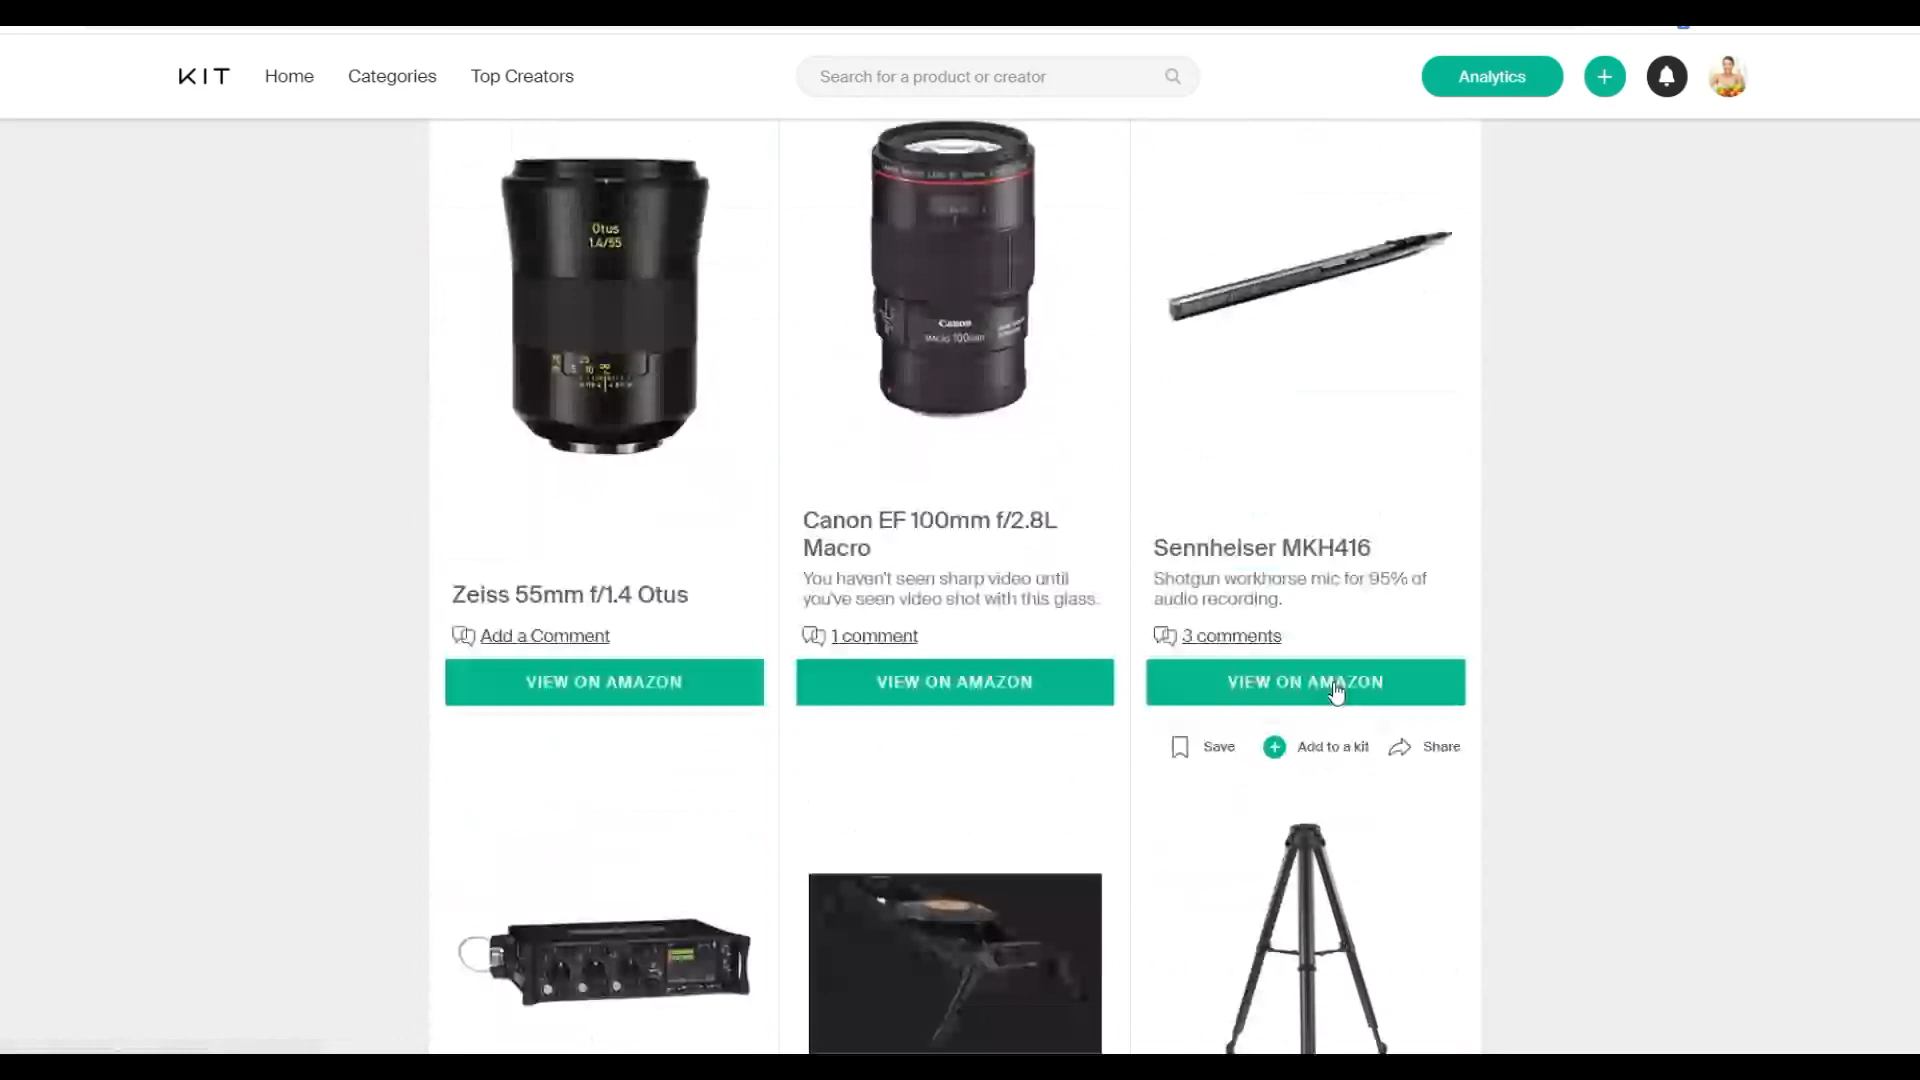 KIT
Home
Categories
Top Creators
Search for a product or creator
Analytics
Otus
1.4/55
Canon
MACRO 100mm
Zeiss 55mm f/1.4 Otus
Add a Comment
VIEW ON AMAZON
Canon EF 100mm f/2.8L
Macro
You haven't seen sharp video until
you've seen video shot with this glass.
1 comment
VIEW ON AMAZON
Sennheiser MKH416
Shotgun workhorse mic for 95% of
audio recording.
3 comments
VIEW ON AMAZON
Save
Add to a kit
Share